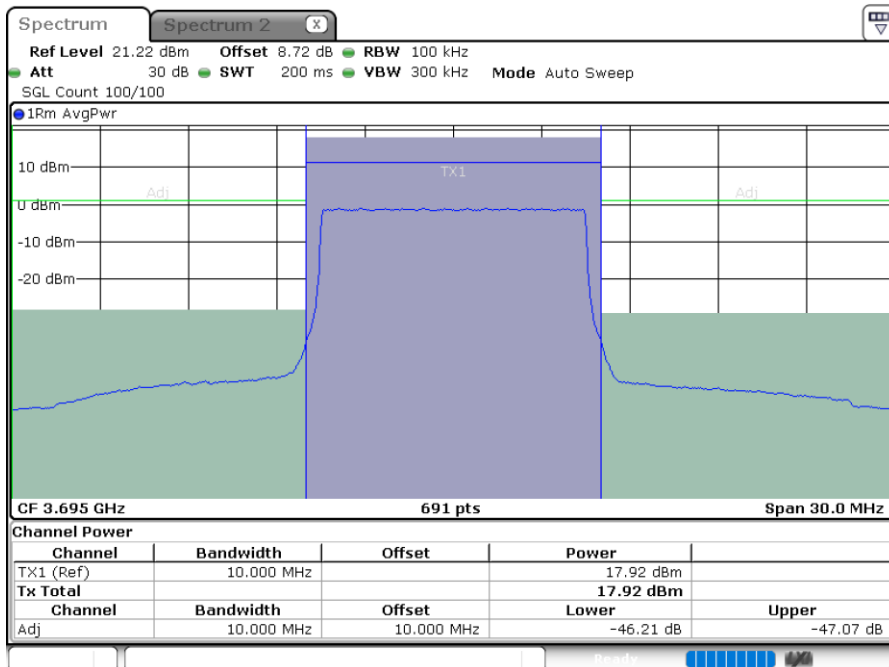 Spectrum Spectrum 2 X
Ref Level 21.22 dBm Offset 8.72 dB RBW 100 kHz
Att 30 dB SWT 200 ms VBW 300 kHz Mode Auto Sweep
SGL Count 100/100
1Rm AvgPwr
10 dBm
TX1
Adj Adj
0 dBm
-10 dBm
-20 dBm
CF 3.695 GHz 691 pts Span 30.0 MHz
Channel Power
Channel Bandwidth Offset Power
TX1 (Ref) 10.000 MHz 17.92 dBm
Tx Total 17.92 dBm
Channel Bandwidth Offset Lower Upper
Adj 10.000 MHz 10.000 MHz -46.21 dB -47.07 dB
Ready